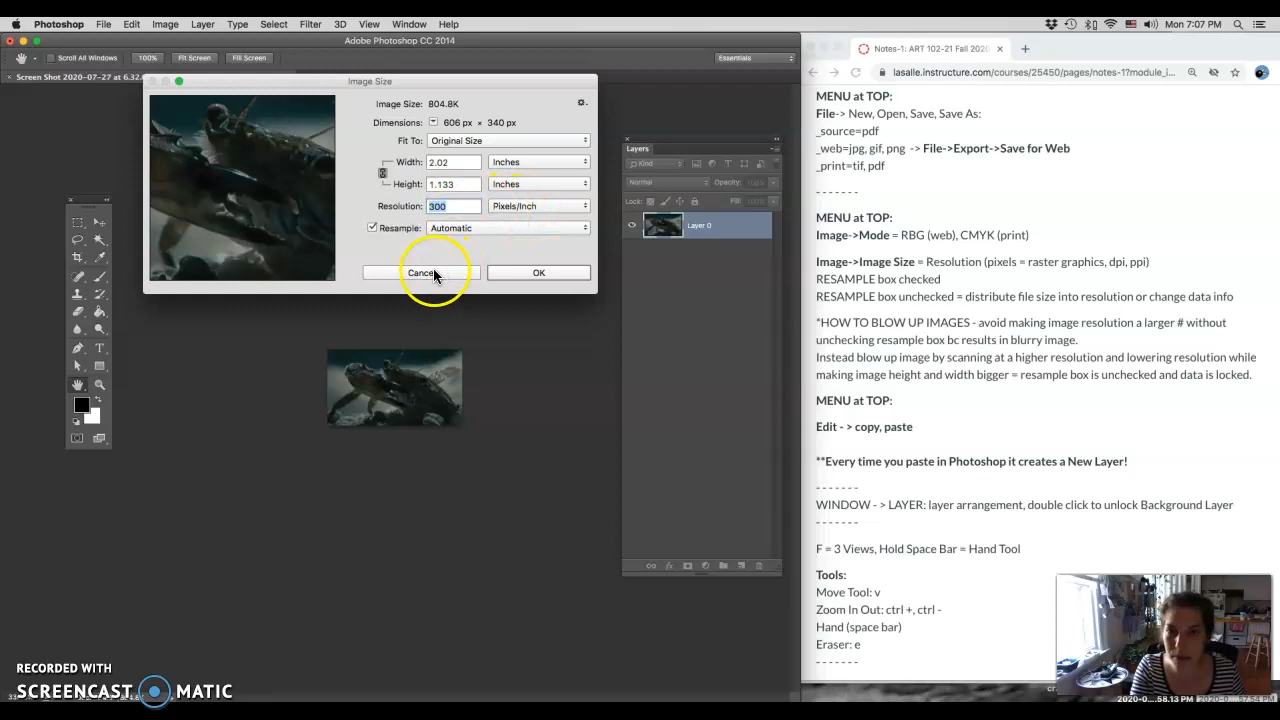 Photoshop File Edit Image Layer Type Select Filter 3D View Window Help Mon 7:07 PM
Adobe Photoshop CC 2014
Scroll All Windows 100% Fit Screen Fill Screen Essentials
Screen Shot 2020-07-27 at 6.32
Image Size
Image Size: 804.8K
Dimensions: 606 px × 340 px
Fit To: Original Size
Width: 2.02 Inches
Height: 1.133 Inches
Resolution: 300 Pixels/Inch
Resample: Automatic
Cancel OK
Layers
Kind
Normal Opacity: 100%
Lock: Fill: 100%
Layer 0
T
RECORDED WITH
SCREENCAST MATIC
Notes-1: ART 102-21 Fall 2020
lasalle.instructure.com/courses/25450/pages/notes-1?module_i...
MENU at TOP:
File-> New, Open, Save, Save As:
_source=pdf
_web=jpg, gif, png -> File->Export->Save for Web
_print=tif, pdf
- - - - - - -
MENU at TOP:
Image->Mode = RBG (web), CMYK (print)
Image->Image Size = Resolution (pixels = raster graphics, dpi, ppi)
RESAMPLE box checked
RESAMPLE box unchecked = distribute file size into resolution or change data info
*HOW TO BLOW UP IMAGES - avoid making image resolution a larger # without
unchecking resample box bc results in blurry image.
Instead blow up image by scanning at a higher resolution and lowering resolution while
making image height and width bigger = resample box is unchecked and data is locked.
MENU at TOP:
Edit - > copy, paste
**Every time you paste in Photoshop it creates a New Layer!
- - - - - - -
WINDOW - > LAYER: layer arrangement, double click to unlock Background Layer
- - - - - - -
F = 3 Views, Hold Space Bar = Hand Tool
Tools:
Move Tool: v
Zoom In Out: ctrl +, ctrl -
Hand (space bar)
Eraser: e
- - - - - - -